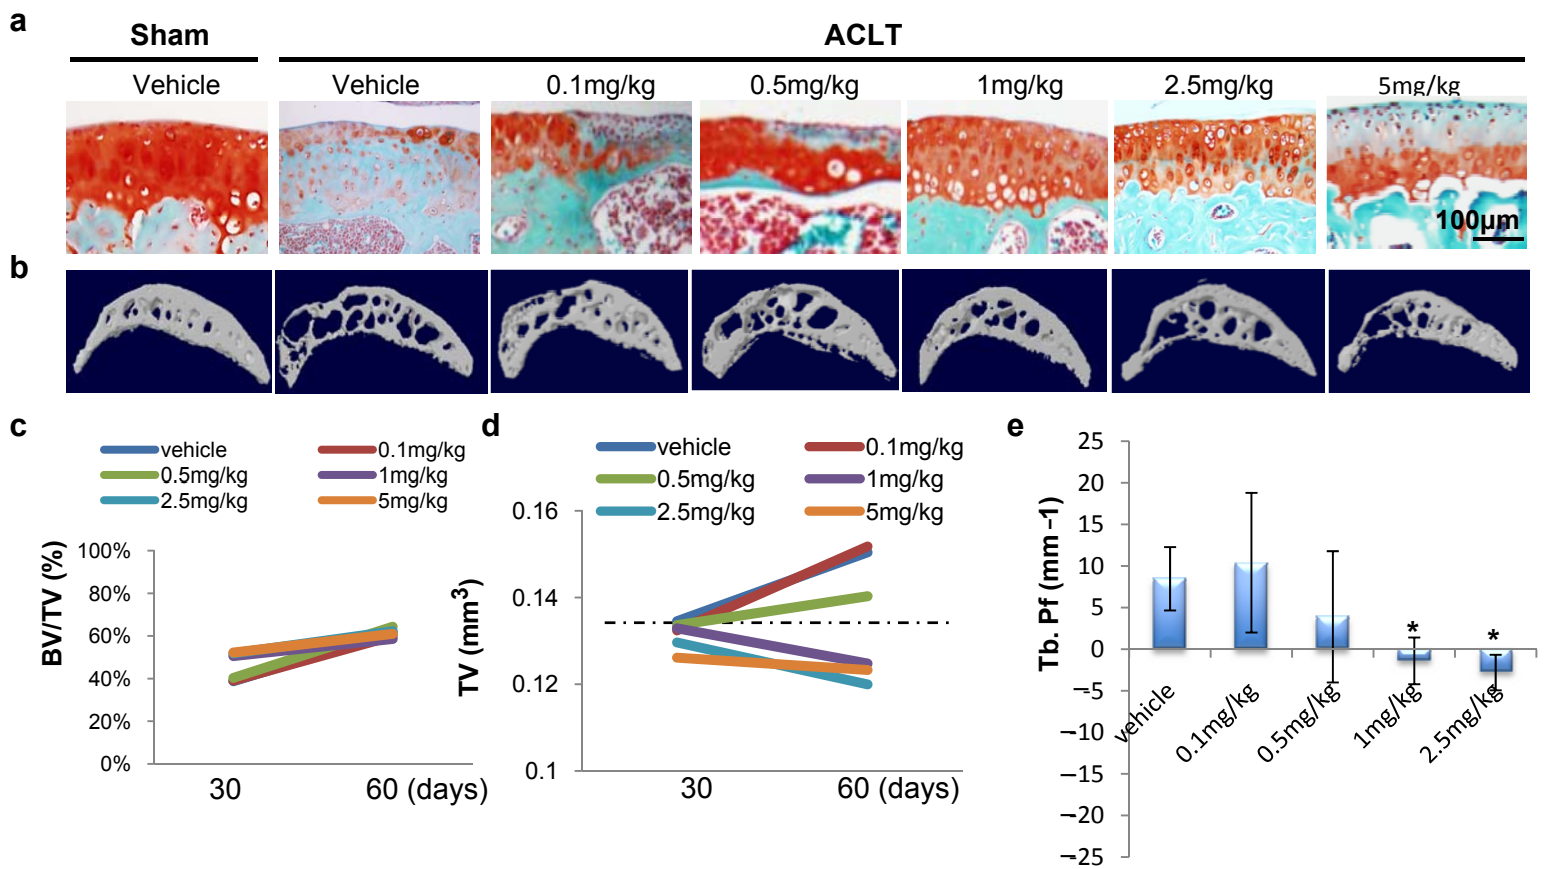 a
Sham
ACLT
Vehicle
Vehicle
0.1mg/kg
0.5mg/kg
1mg/kg
2.5mg/kg
5mg/kg
100μm
b
c
vehicle
0.1mg/kg
0.5mg/kg
1mg/kg
2.5mg/kg
5mg/kg
BV/TV (%)
100%
80%
60%
40%
20%
0%
30
60 (days)
d
vehicle
0.1mg/kg
0.5mg/kg
1mg/kg
2.5mg/kg
5mg/kg
TV (mm³)
0.16
0.14
0.12
0.1
30
60 (days)
e
Tb. Pf (mm −1)
25
20
15
10
5
0
−5
−10
−15
−20
−25
*
*
vehicle
0.1mg/kg
0.5mg/kg
1mg/kg
2.5mg/kg